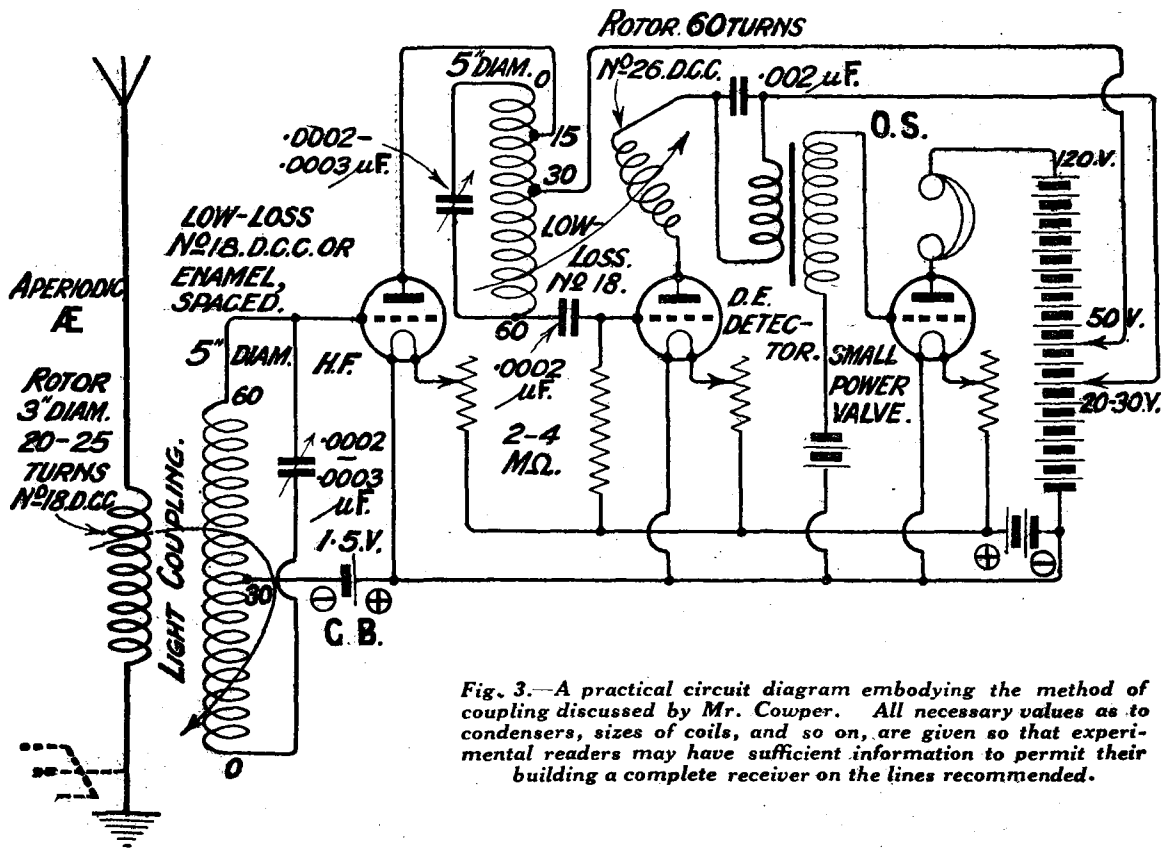 ROTOR. 60 TURNS
Nº 26. D.C.C.
5" DIAM.
0
.002 µF.
15
30
.0002–
.0003
µF.
O.S.
120.V.
LOW–LOSS
Nº18. D.C.C. OR
ENAMEL,
SPACED.
LOW–
LOSS.
Nº 18.
APERIODIC
Æ.
60
D.E.
DETEC–
TOR.
50 V.
5" DIAM.
H.F.
.0002
µF.
SMALL
POWER
VALVE.
20–30.V.
ROTOR
3" DIAM.
20–25
TURNS
Nº18. D.C.C.
60
2–4
MΩ.
.0002
–
.0003
µF.
1·5.V.
LIGHT COUPLING.
30
⊖
⊕
G.B.
⊕
⊖
0
Fig. 3.—A practical circuit diagram embodying the method of
coupling discussed by Mr. Cowper. All necessary values as to
condensers, sizes of coils, and so on, are given so that experi-
mental readers may have sufficient information to permit their
building a complete receiver on the lines recommended.